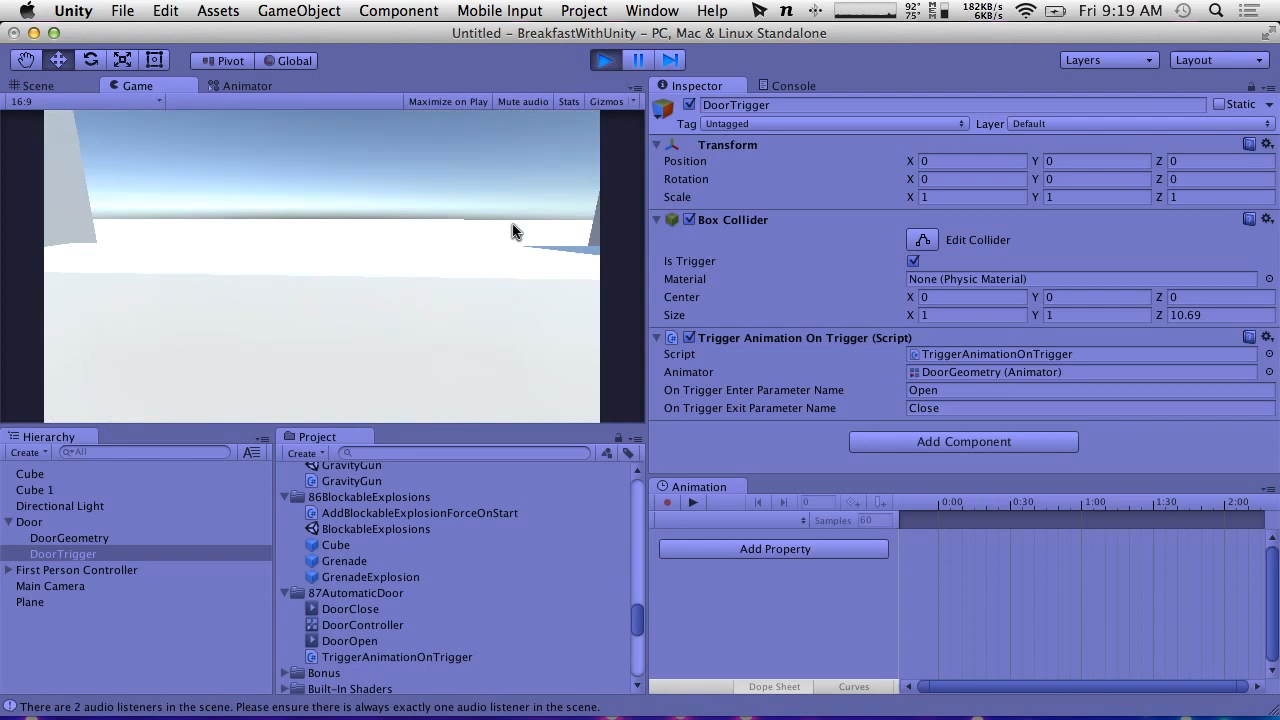 Unity File Edit Assets GameObject Component Mobile Input Project Window Help n 92° 75° MEM 182KB/S 6KB/S Fri 9:19 AM
Untitled - BreakfastWithUnity - PC, Mac & Linux Standalone
Pivot Global Layers Layout
Scene Game Animator
16:9 Maximize on Play Mute audio Stats Gizmos
Inspector Console
DoorTrigger Static
Tag Untagged Layer Default
Transform
Position X 0 Y 0 Z 0
Rotation X 0 Y 0 Z 0
Scale X 1 Y 1 Z 1
Box Collider
Edit Collider
Is Trigger
Material None (Physic Material)
Center X 0 Y 0 Z 0
Size X 1 Y 1 Z 10.69
Trigger Animation On Trigger (Script)
Script TriggerAnimationOnTrigger
Animator DoorGeometry (Animator)
On Trigger Enter Parameter Name Open
On Trigger Exit Parameter Name Close
Add Component
Hierarchy
Create All
Cube
Cube 1
Directional Light
Door
DoorGeometry
DoorTrigger
First Person Controller
Main Camera
Plane
Project
Create
GravityGun
GravityGun
86BlockableExplosions
AddBlockableExplosionForceOnStart
BlockableExplosions
Cube
Grenade
GrenadeExplosion
87AutomaticDoor
DoorClose
DoorController
DoorOpen
TriggerAnimationOnTrigger
Bonus
Built-In Shaders
Animation
0 0:00 0:30 1:00 1:30 2:00
Samples 60
Add Property
Dope Sheet Curves
There are 2 audio listeners in the scene. Please ensure there is always exactly one audio listener in the scene.